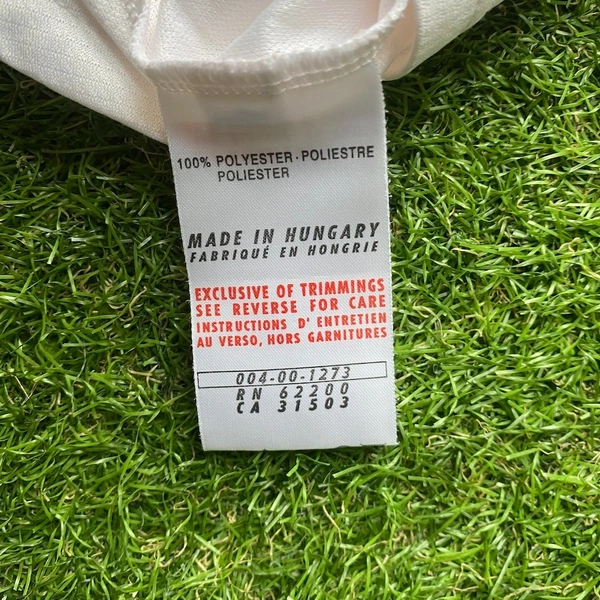 100% POLYESTER · POLIESTRE
POLIESTER
MADE IN HUNGARY
FABRIQUÉ EN HONGRIE
EXCLUSIVE OF TRIMMINGS
SEE REVERSE FOR CARE
INSTRUCTIONS D' ENTRETIEN
AU VERSO, HORS GARNITURES
004-00-1273
RN 62200
CA 31503